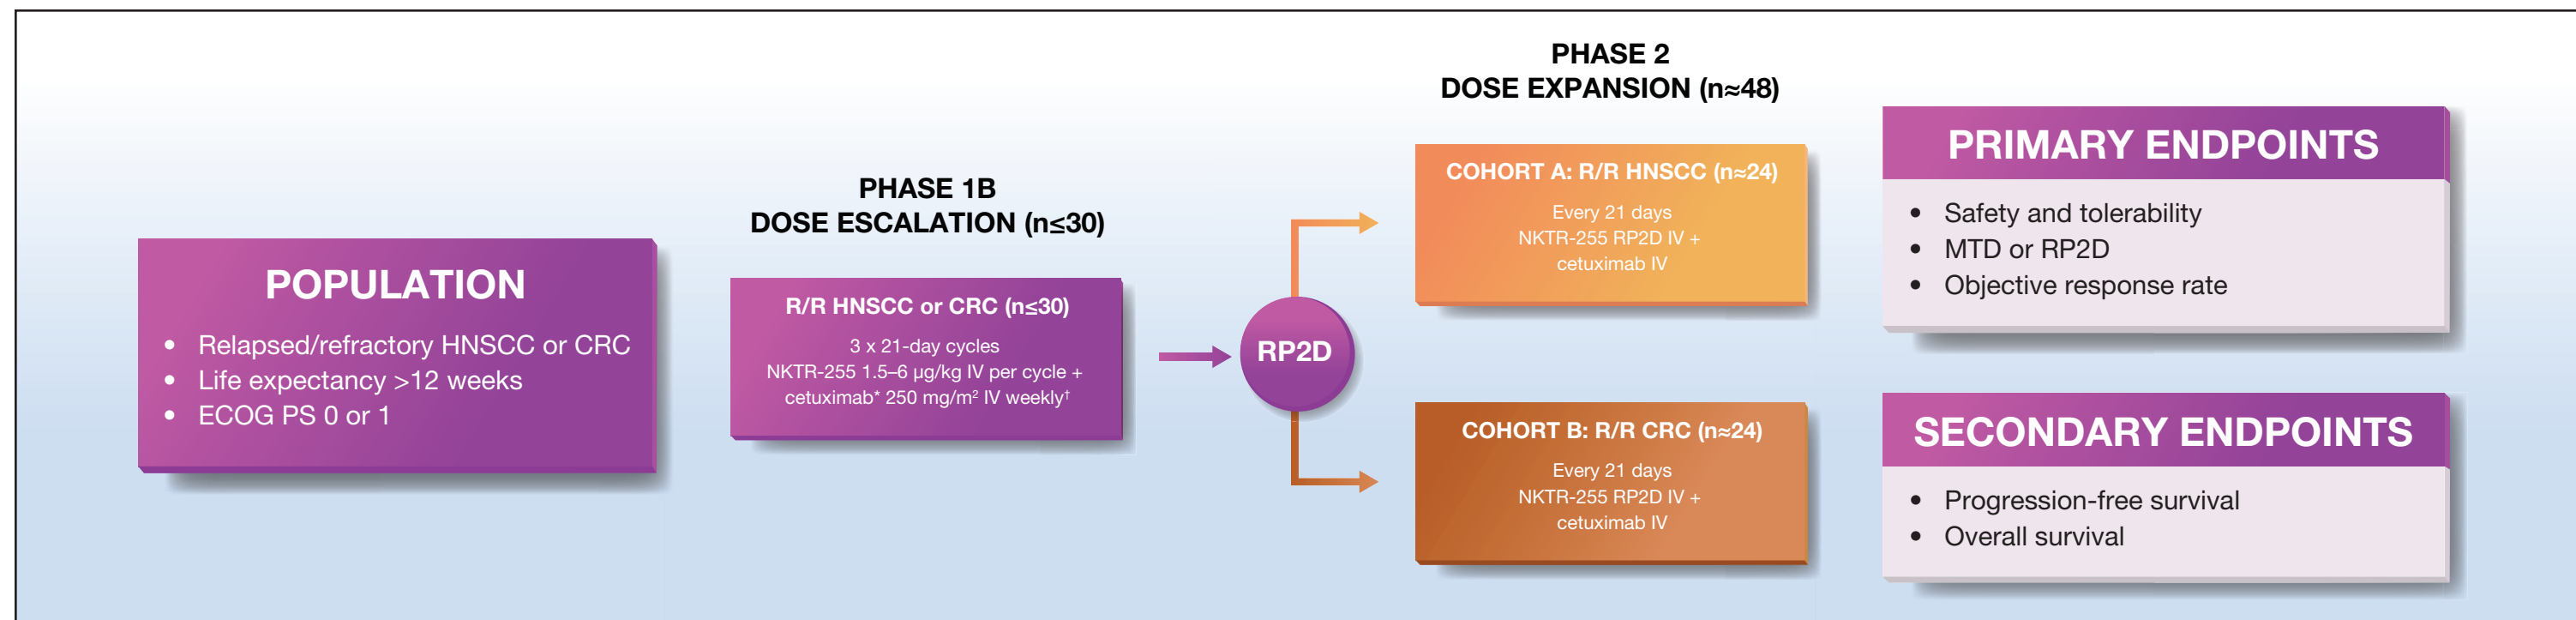 POPULATION
• Relapsed/refractory HNSCC or CRC
• Life expectancy >12 weeks
• ECOG PS 0 or 1
PHASE 1B
DOSE ESCALATION (n≤30)
R/R HNSCC or CRC (n≤30)
3 x 21-day cycles
NKTR-255 1.5–6 µg/kg IV per cycle +
cetuximab* 250 mg/m² IV weekly†
RP2D
PHASE 2
DOSE EXPANSION (n≈48)
COHORT A: R/R HNSCC (n≈24)
Every 21 days
NKTR-255 RP2D IV +
cetuximab IV
COHORT B: R/R CRC (n≈24)
Every 21 days
NKTR-255 RP2D IV +
cetuximab IV
PRIMARY ENDPOINTS
• Safety and tolerability
• MTD or RP2D
• Objective response rate
SECONDARY ENDPOINTS
• Progression-free survival
• Overall survival